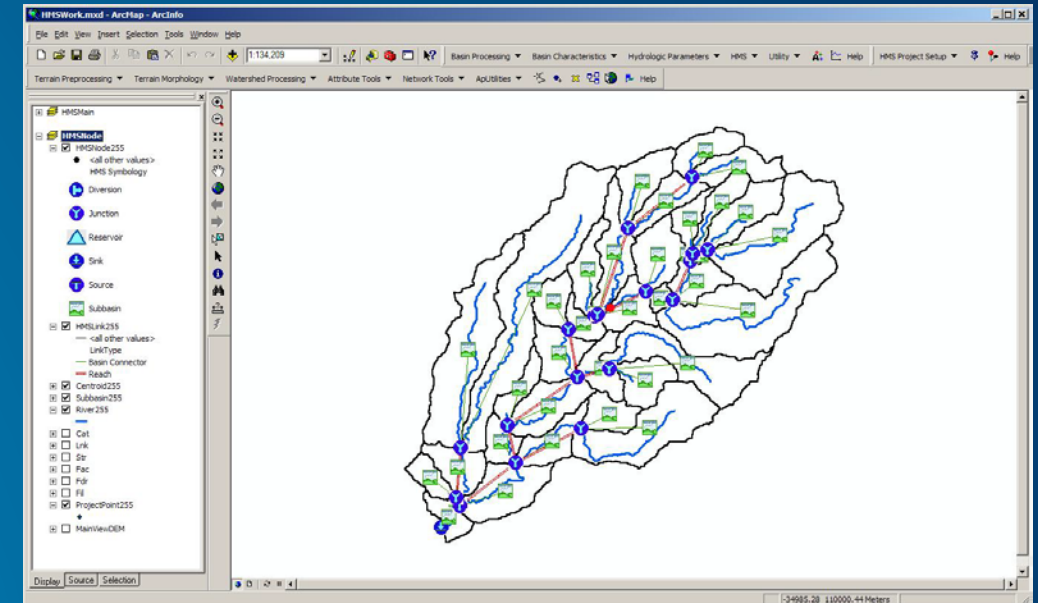 HMSWork.mxd - ArcMap - ArcInfo
File Edit View Insert Selection Tools Window Help
1:134,209 Basin Processing Basin Characteristics Hydrologic Parameters HMS Utility Help HMS Project Setup Help
Terrain Preprocessing Terrain Morphology Watershed Processing Attribute Tools Network Tools ApUtilities Help
HMSMain
HMSNode
HMSNode255
<all other values>
HMS Symbology
Diversion
Junction
Reservoir
Sink
Source
Subbasin
HMSLink255
<all other values>
LinkType
Basin Connector
Reach
Centroid255
Subbasin255
River255
Cat
Lnk
Str
Fac
Fdr
Fil
ProjectPoint255
MainViewDEM
Display Source Selection
-34985.28 110000.44 Meters